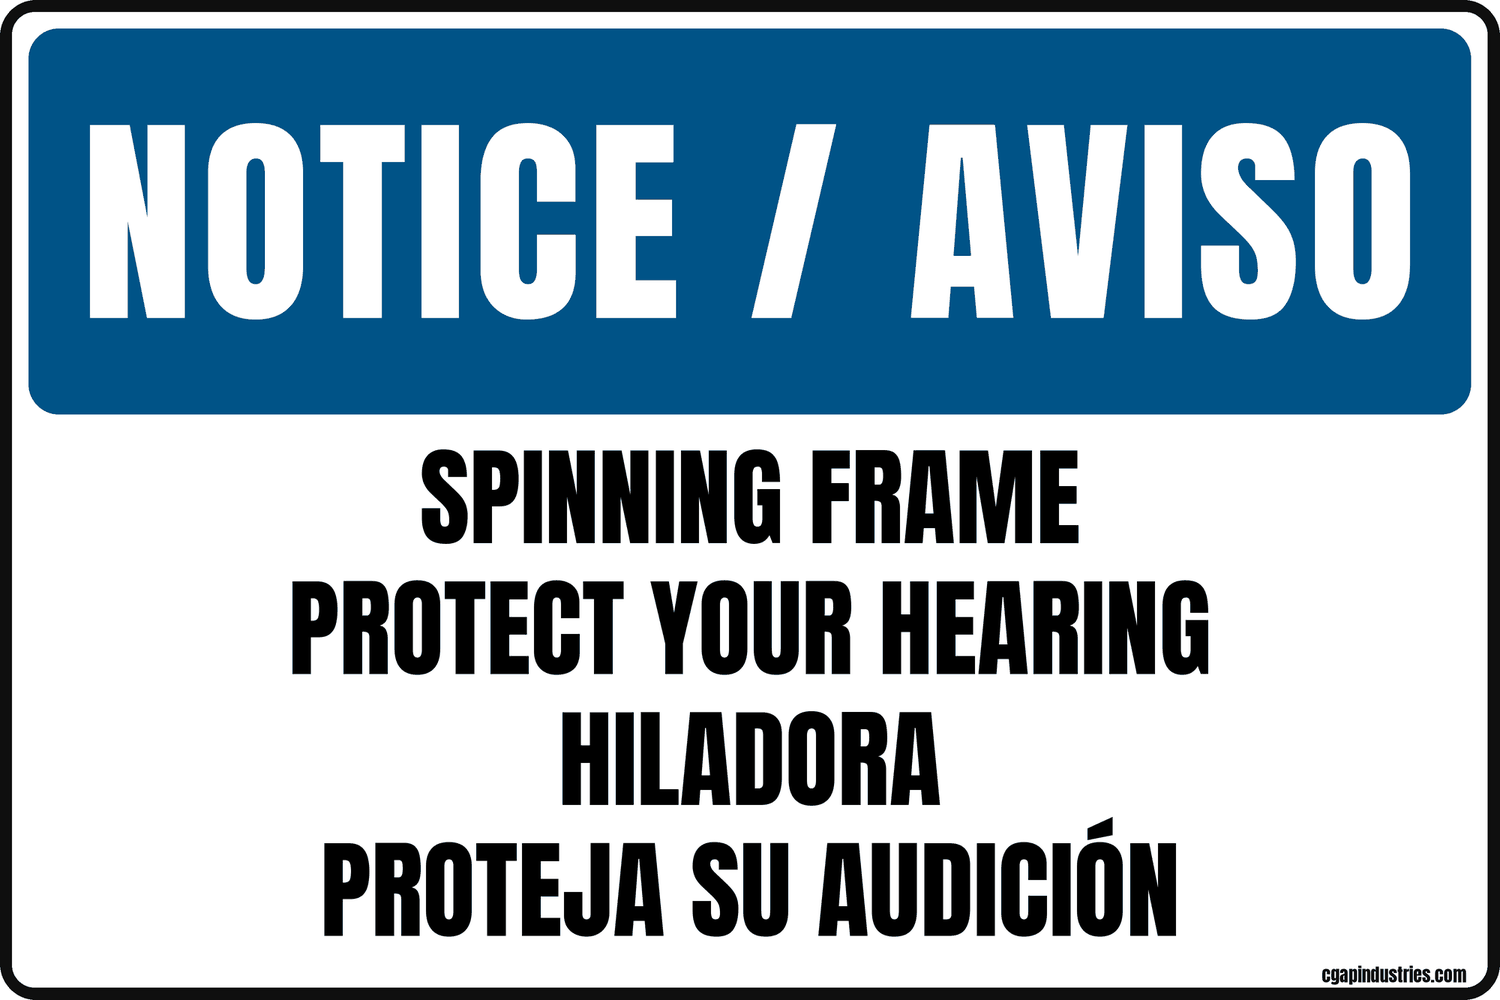 NOTICE / AVISO
SPINNING FRAME
PROTECT YOUR HEARING
HILADORA
PROTEJA SU AUDICIÓN
cgapindustries.com